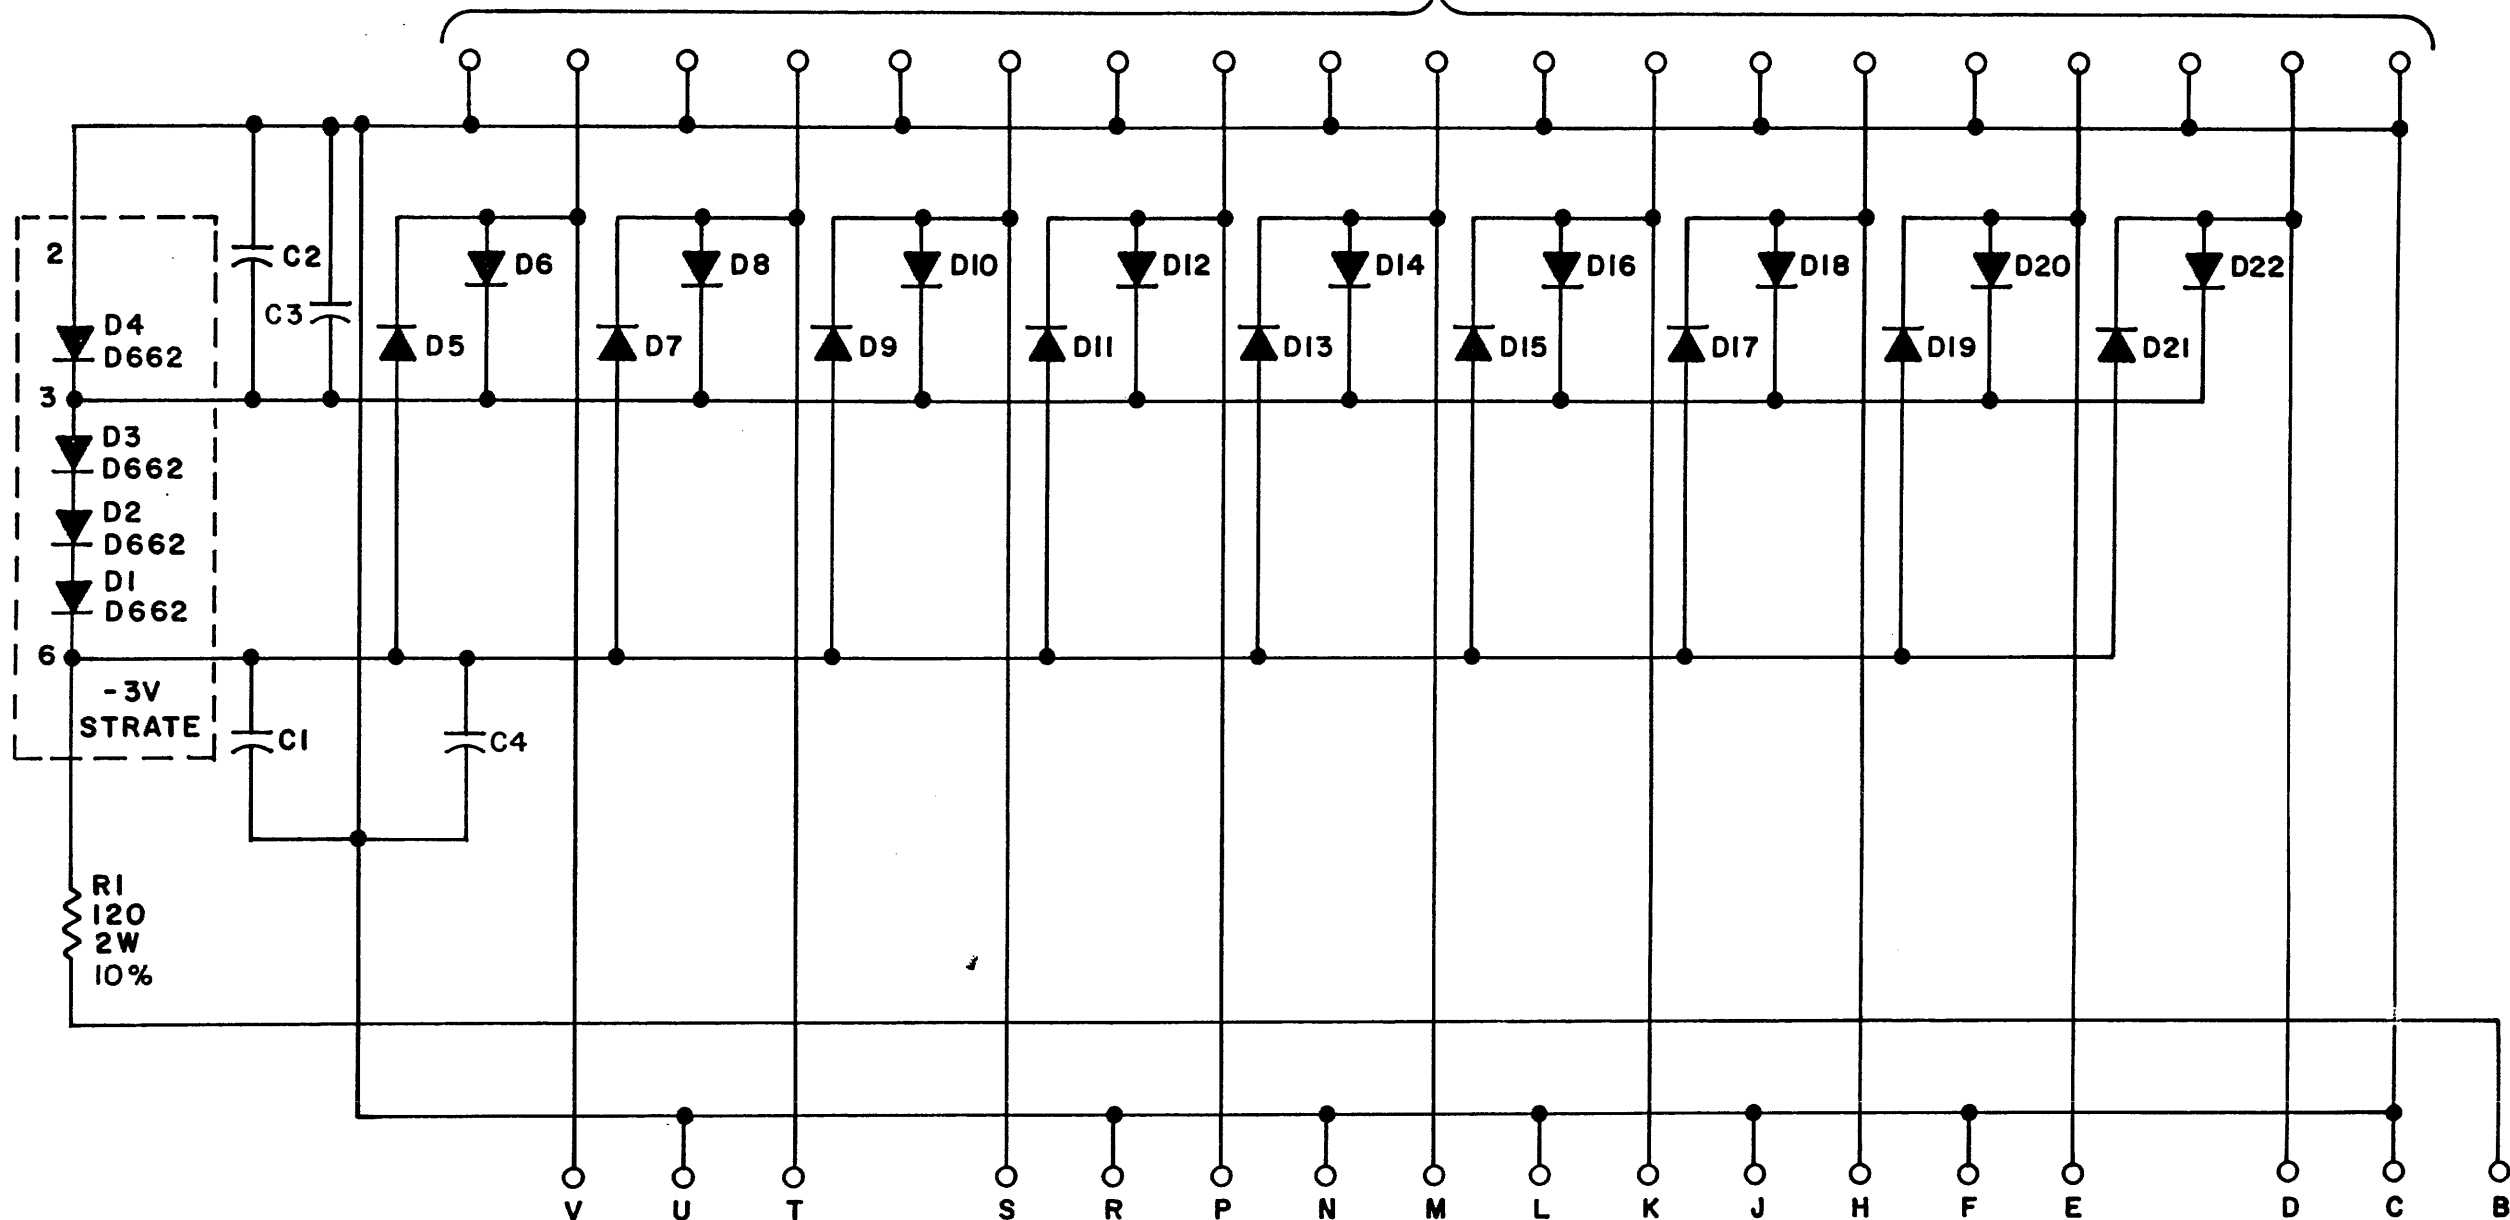 2
C2
D6
D8
D10
D12
D14
D16
D18
D20
D22
C3
D4
D662
D5
D7
D9
D11
D13
D15
D17
D19
D21
3
D3
D662
D2
D662
D1
D662
6
-3V
STRATE
C1
C4
R1
120
2W
10%
V U T S R P N M L K J H F E D C B